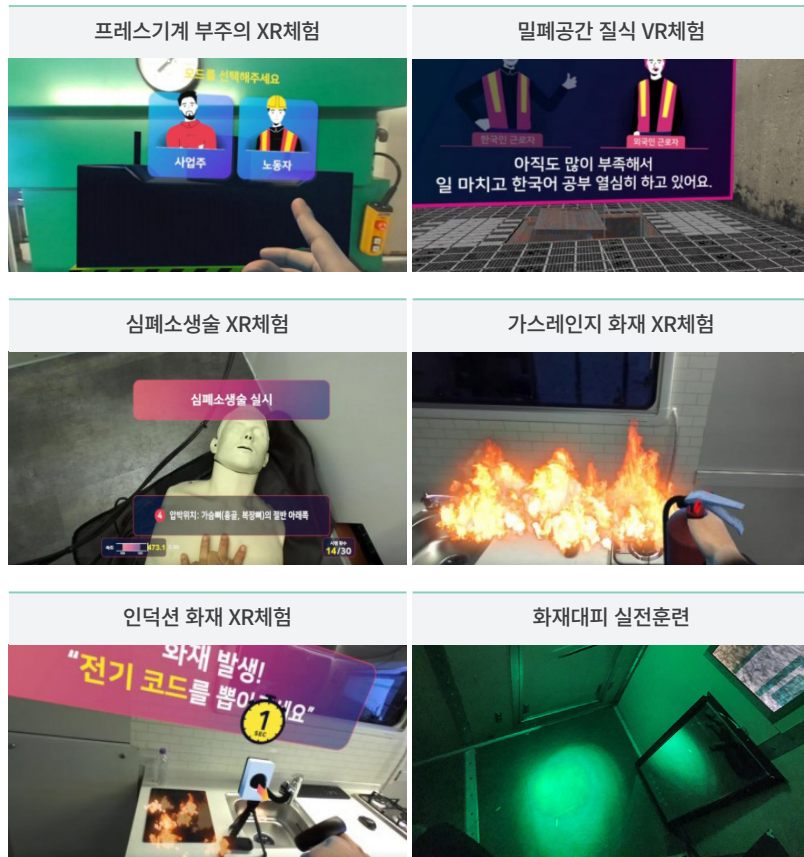 프레스기계 부주의 XR체험
밀폐공간 질식 VR체험
모드를 선택해주세요
사업주
노동자
한국인 근로자
외국인 근로자
아직도 많이 부족해서
일 마치고 한국어 공부 열심히 하고 있어요.
심폐소생술 XR체험
가스레인지 화재 XR체험
심폐소생술 실시
4 압박위치: 가슴뼈(흉골, 복장뼈)의 절반 아래쪽
473.1
14/30
인덕션 화재 XR체험
화재대피 실전훈련
화재 발생!
"전기 코드를 뽑아
세요"
1
SEC